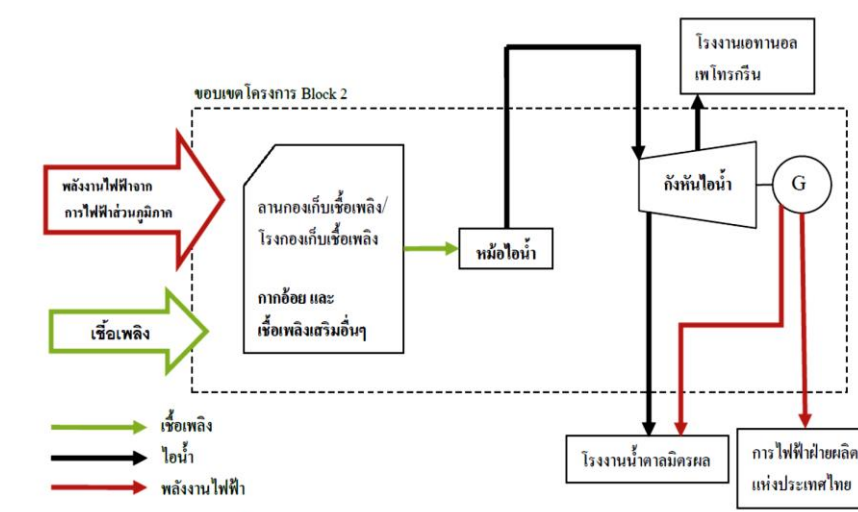 โรงงานเอทานอล
เพโทรกรีน
ขอบเขตโครงการ Block 2
พลังงานไฟฟ้าจาก
การไฟฟ้าส่วนภูมิภาค
ลานกองเก็บเชื้อเพลิง/
โรงกองเก็บเชื้อเพลิง
กากอ้อย และ
เชื้อเพลิงเสริมอื่นๆ
หม้อไอน้ำ
กังหันไอน้ำ
G
เชื้อเพลิง
เชื้อเพลิง
ไอน้ำ
พลังงานไฟฟ้า
โรงงานน้ำตาลมิตรผล
การไฟฟ้าฝ่ายผลิต
แห่งประเทศไทย